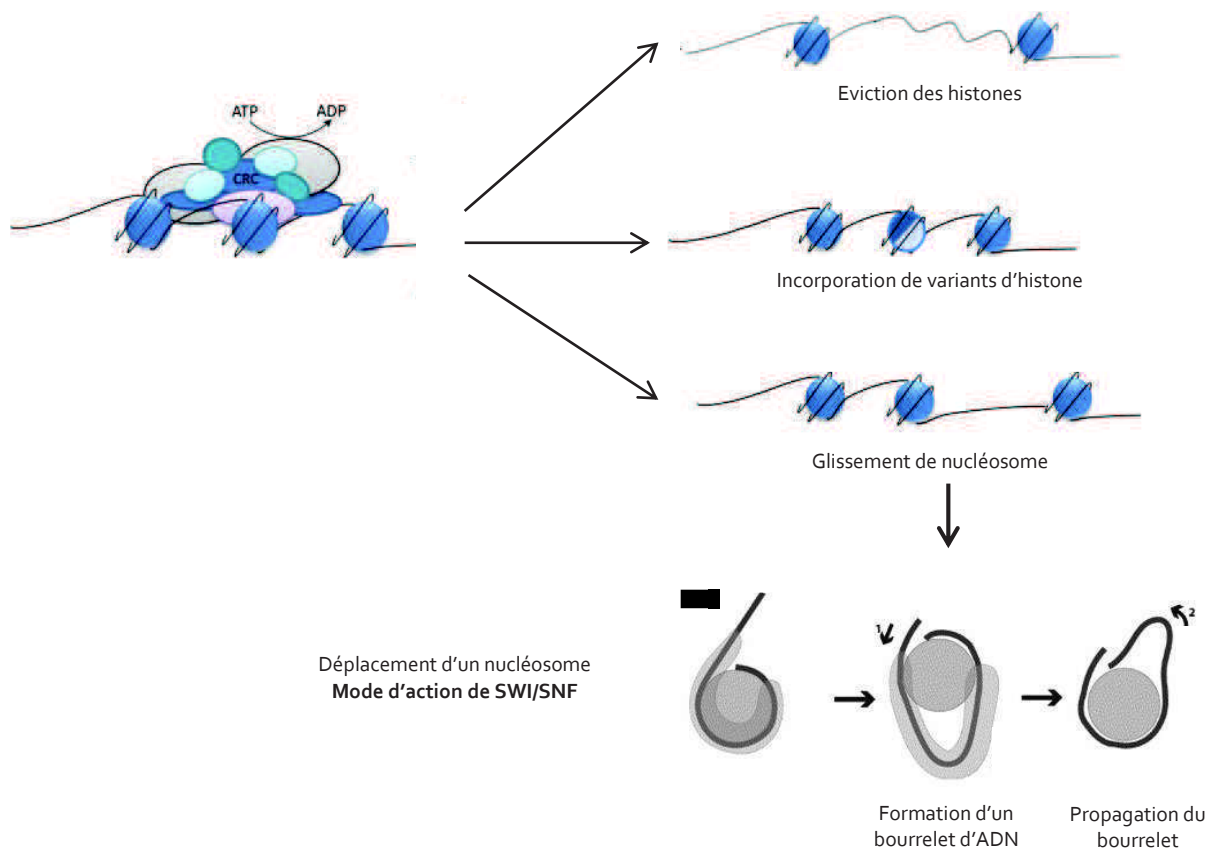 Eviction des histones
ATP
ADP
CRC
Incorporation de variants d'histone
Glissement de nucléosome
Déplacement d'un nucléosome
Mode d'action de SWI/SNF
1
2
Formation d'un
bourrelet d'ADN
Propagation du
bourrelet